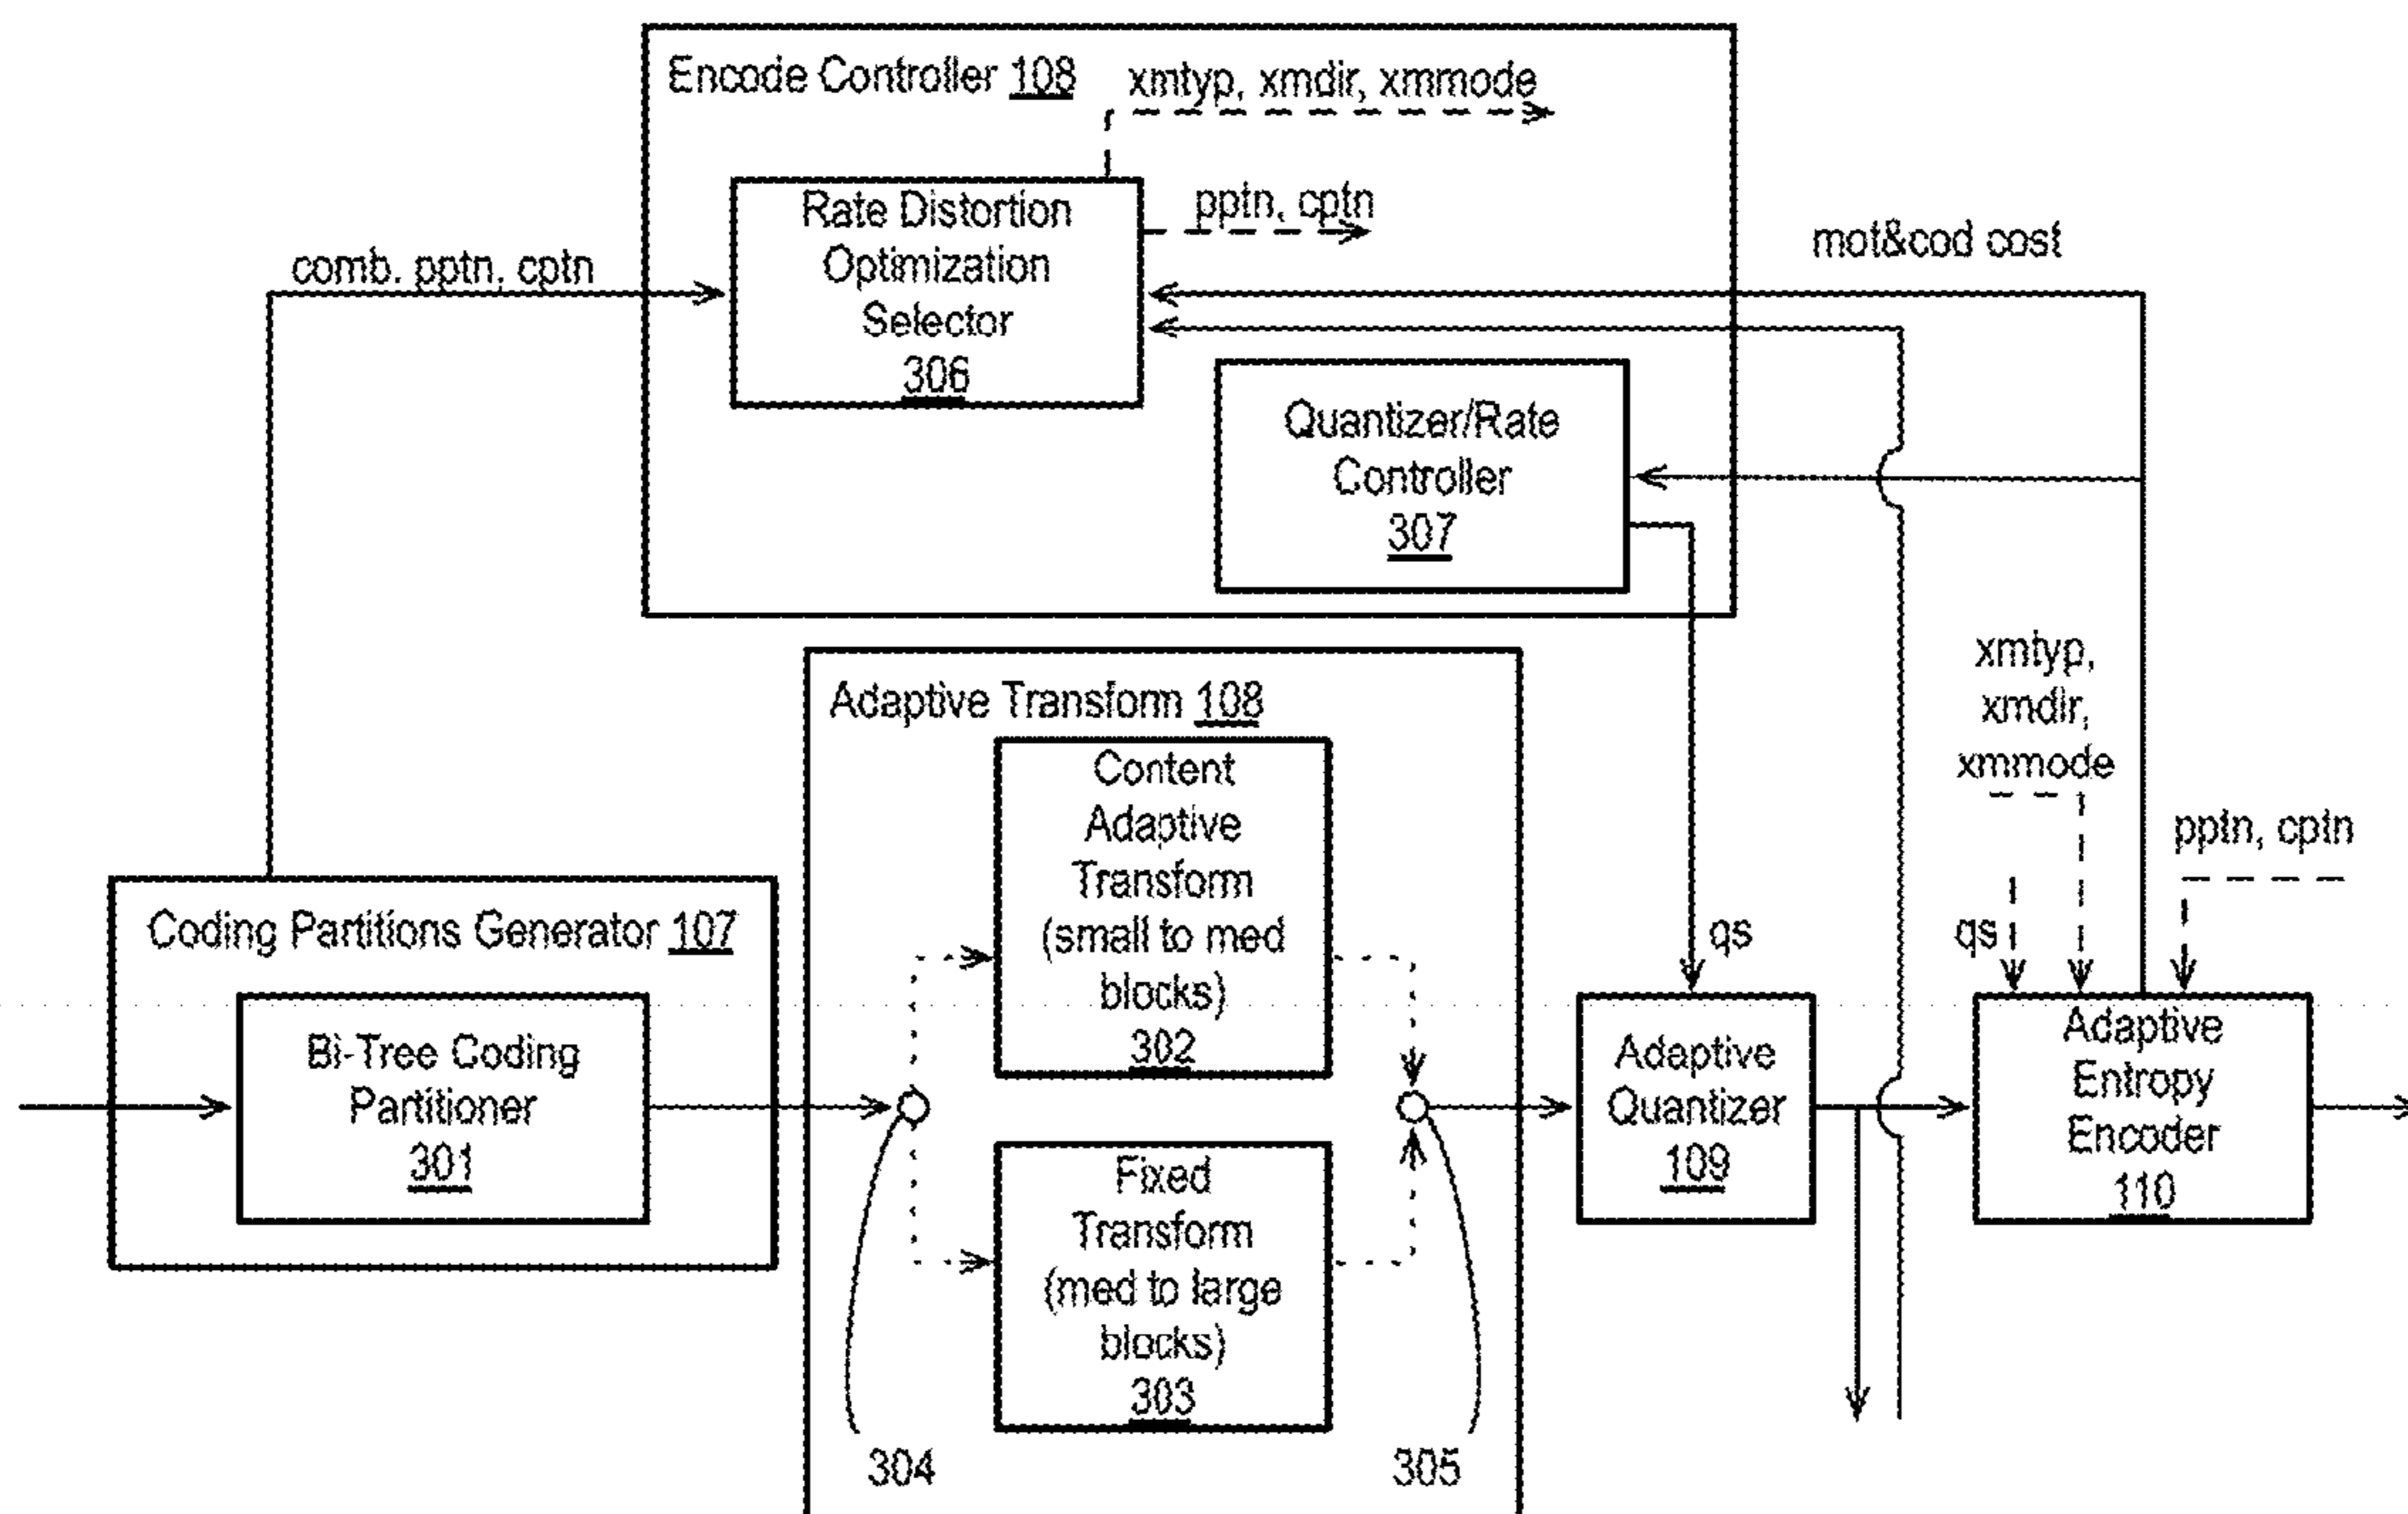 Encode Controller 108
xmtyp, xmdir, xmmode
Rate Distortion
Optimization
Selector
306
pptn, cptn
comb. pptn, cptn
mot&cod cost
Quantizer/Rate
Controller
307
xmtyp,
xmdir,
xmmode
Adaptive Transform 108
Content
Adaptive
Transform
(small to med
blocks)
302
pptn, cptn
Coding Partitions Generator 107
qs
qs
Bi-Tree Coding
Partitioner
301
Adaptive
Quantizer
109
Adaptive
Entropy
Encoder
110
Fixed
Transform
(med to large
blocks)
303
304
305